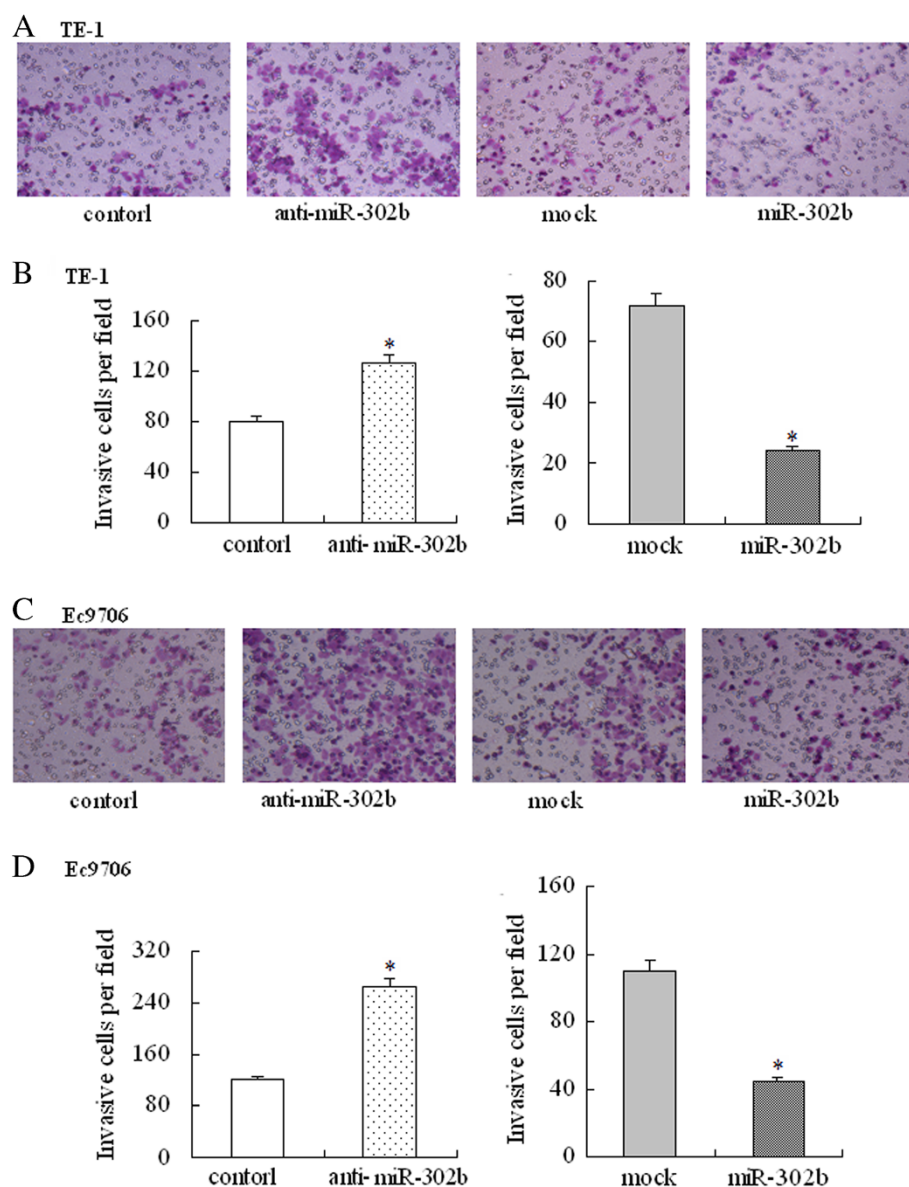 A TE-1
contorl anti-miR-302b mock miR-302b
B TE-1
Invasive cells per field
160
120
80
40
0
contorl anti-miR-302b
*
Invasive cells per field
80
60
40
20
0
mock miR-302b
*
C Ec9706
contorl anti-miR-302b mock miR-302b
D Ec9706
Invasive cells per field
320
240
160
80
0
contorl anti-miR-302b
*
Invasive cells per field
160
120
80
40
0
mock miR-302b
*